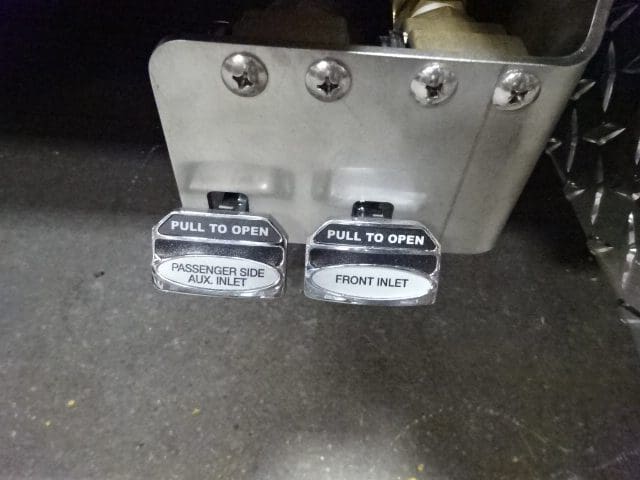 PULL TO OPEN
PASSENGER SIDE
AUX. INLET
PULL TO OPEN
FRONT INLET